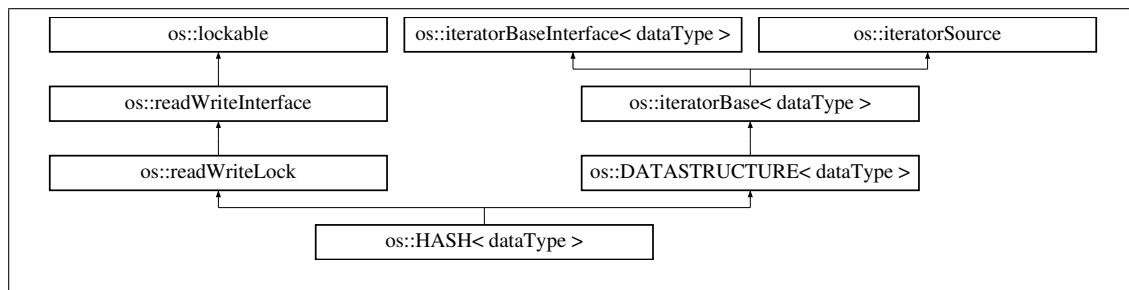 os::lockable
os::iteratorBaseInterface< dataType >
os::iteratorSource
os::readWriteInterface
os::iteratorBase< dataType >
os::readWriteLock
os::DATASTRUCTURE< dataType >
os::HASH< dataType >